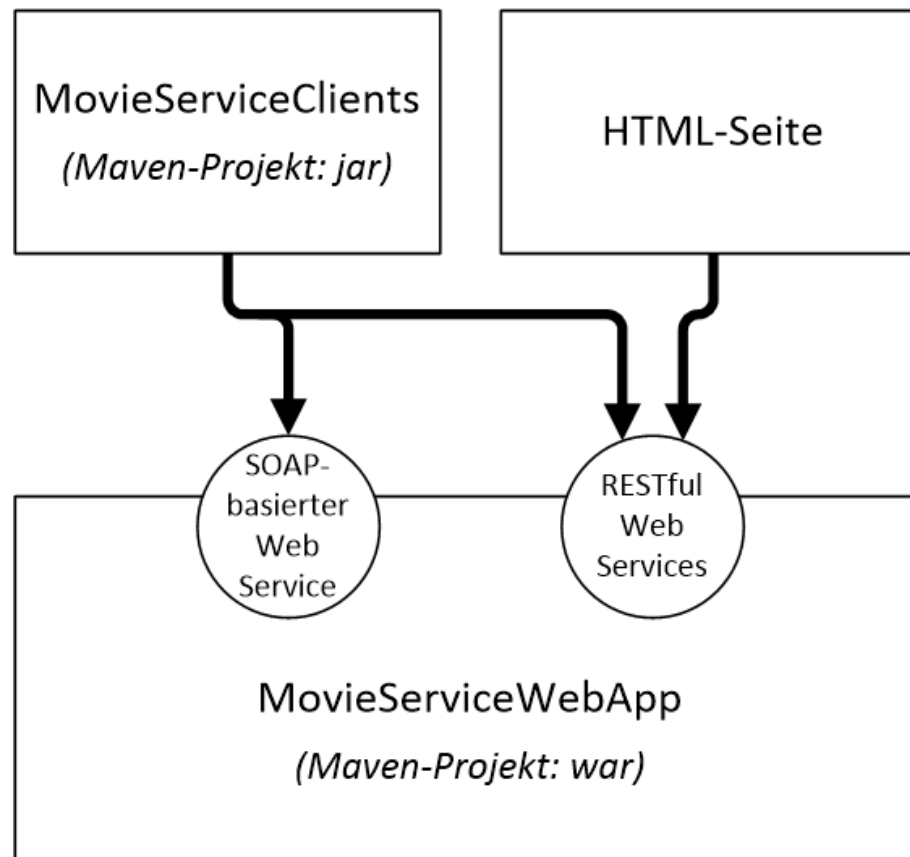 MovieServiceClients
(Maven-Projekt: jar)
HTML-Seite
SOAP-
basierter
Web
Service
RESTful
Web
Services
MovieServiceWebApp
(Maven-Projekt: war)